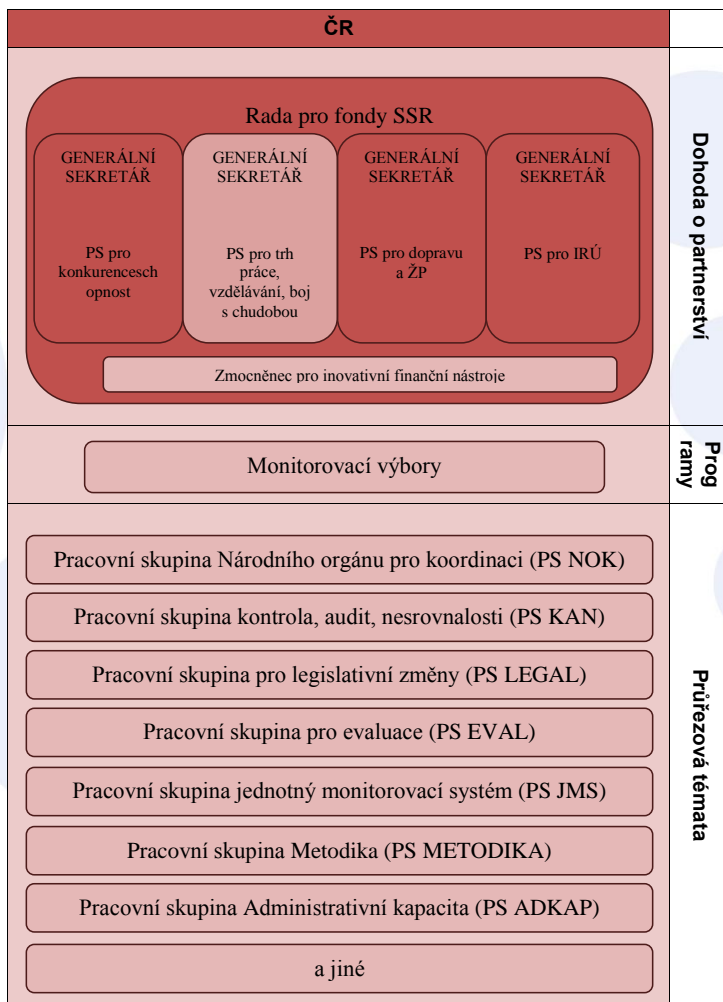 ČR
Rada pro fondy SSR
GENERÁLNÍ
SEKRETÁŘ
PS pro
konkurencesch
opnost
GENERÁLNÍ
SEKRETÁŘ
PS pro trh
práce,
vzdělávání, boj
s chudobou
GENERÁLNÍ
SEKRETÁŘ
PS pro dopravu
a ŽP
GENERÁLNÍ
SEKRETÁŘ
PS pro IRÚ
Zmocněnec pro inovativní finanční nástroje
Dohoda o partnerství
Monitorovací výbory
Prog
ramy
Pracovní skupina Národního orgánu pro koordinaci (PS NOK)
Pracovní skupina kontrola, audit, nesrovnalosti (PS KAN)
Pracovní skupina pro legislativní změny (PS LEGAL)
Pracovní skupina pro evaluace (PS EVAL)
Pracovní skupina jednotný monitorovací systém (PS JMS)
Pracovní skupina Metodika (PS METODIKA)
Pracovní skupina Administrativní kapacita (PS ADKAP)
a jiné
Průřezová témata